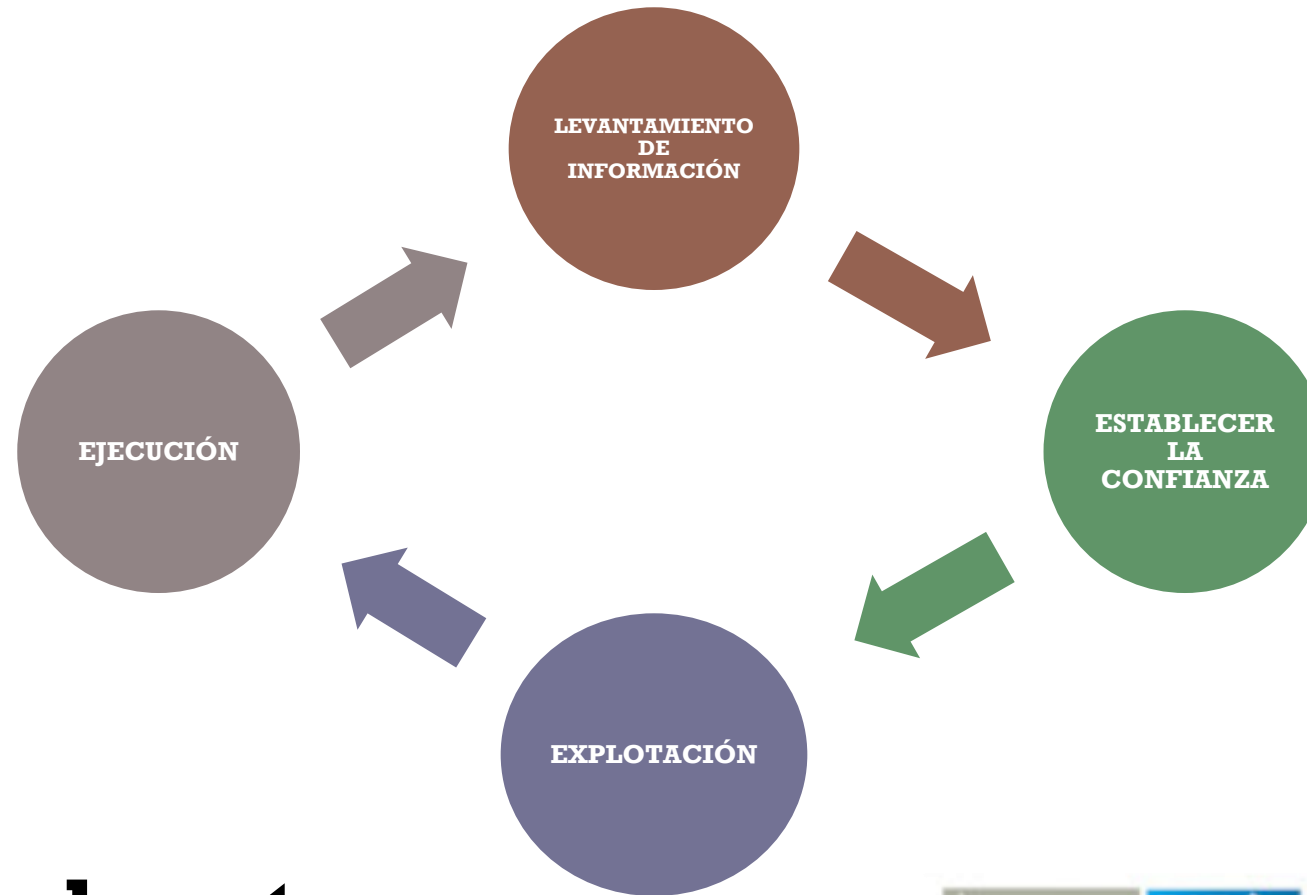 LEVANTAMIENTO
DE
INFORMACIÓN
ESTABLECER
LA
CONFIANZA
EJECUCIÓN
EXPLOTACIÓN